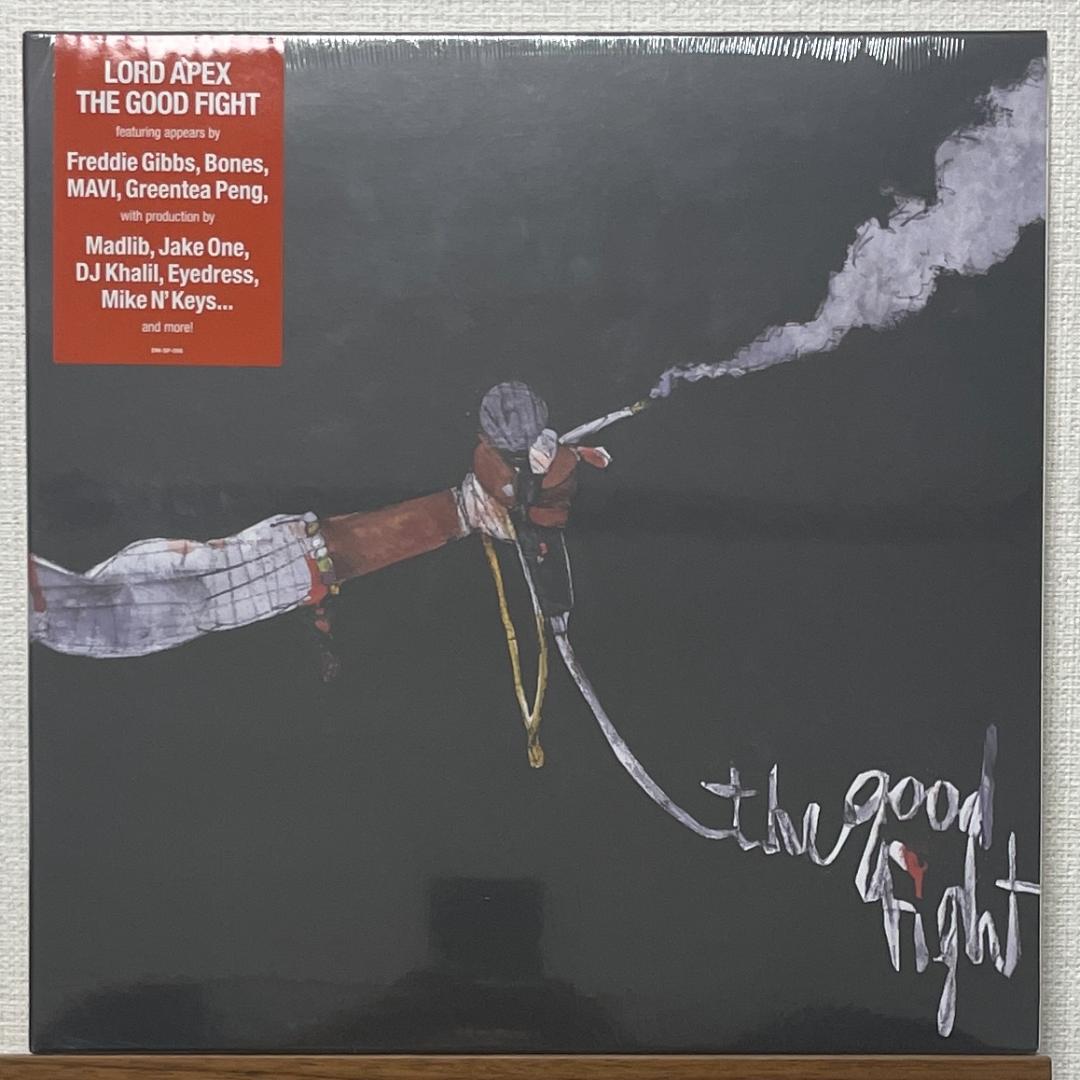 LORD APEX
THE GOOD FIGHT
featuring appears by
Freddie Gibbs, Bones,
MAVI, Greentea Peng,
with production by
Madlib, Jake One,
DJ Khalil, Eyedress,
Mike N' Keys...
and more!
the good
fight